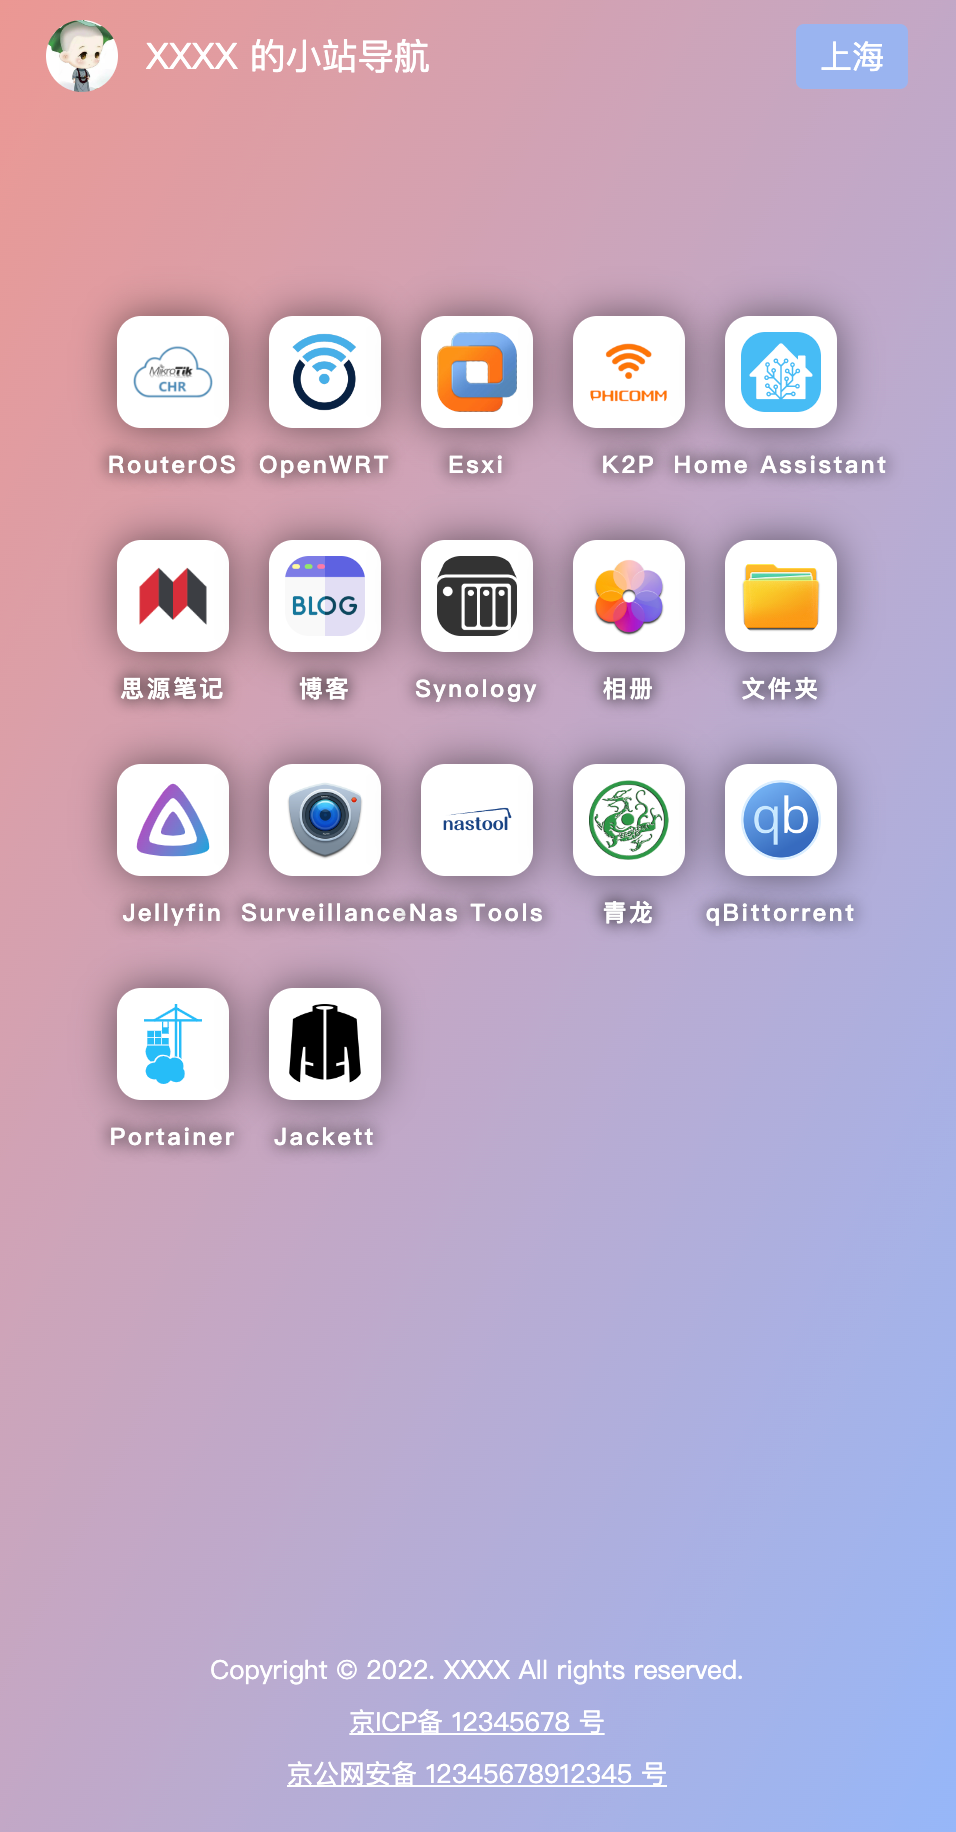 XXXX 的小站导航
上海
MikroTik
CHR
PHICOMM
RouterOS OpenWRT Esxi K2P Home Assistant
BLOG
思源笔记 博客 Synology 相册 文件夹
nastool
qb
Jellyfin Surveillance Nas Tools 青龙 qBittorrent
Portainer Jackett
Copyright © 2022. XXXX All rights reserved.
京ICP备 12345678 号
京公网安备 12345678912345 号